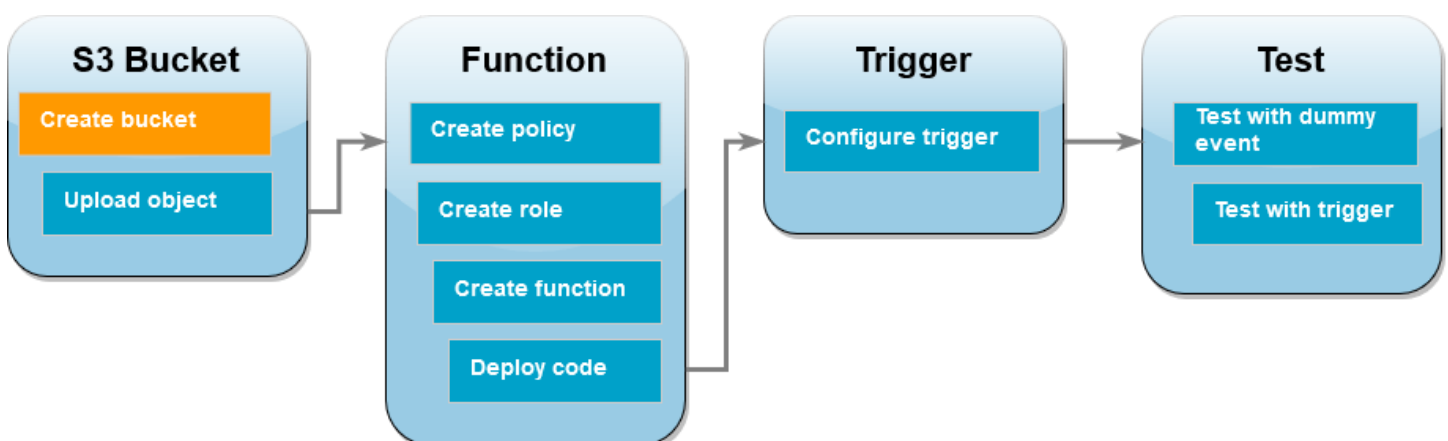 S3 Bucket
Create bucket
Upload object
Function
Create policy
Create role
Create function
Deploy code
Trigger
Configure trigger
Test
Test with dummy
event
Test with trigger